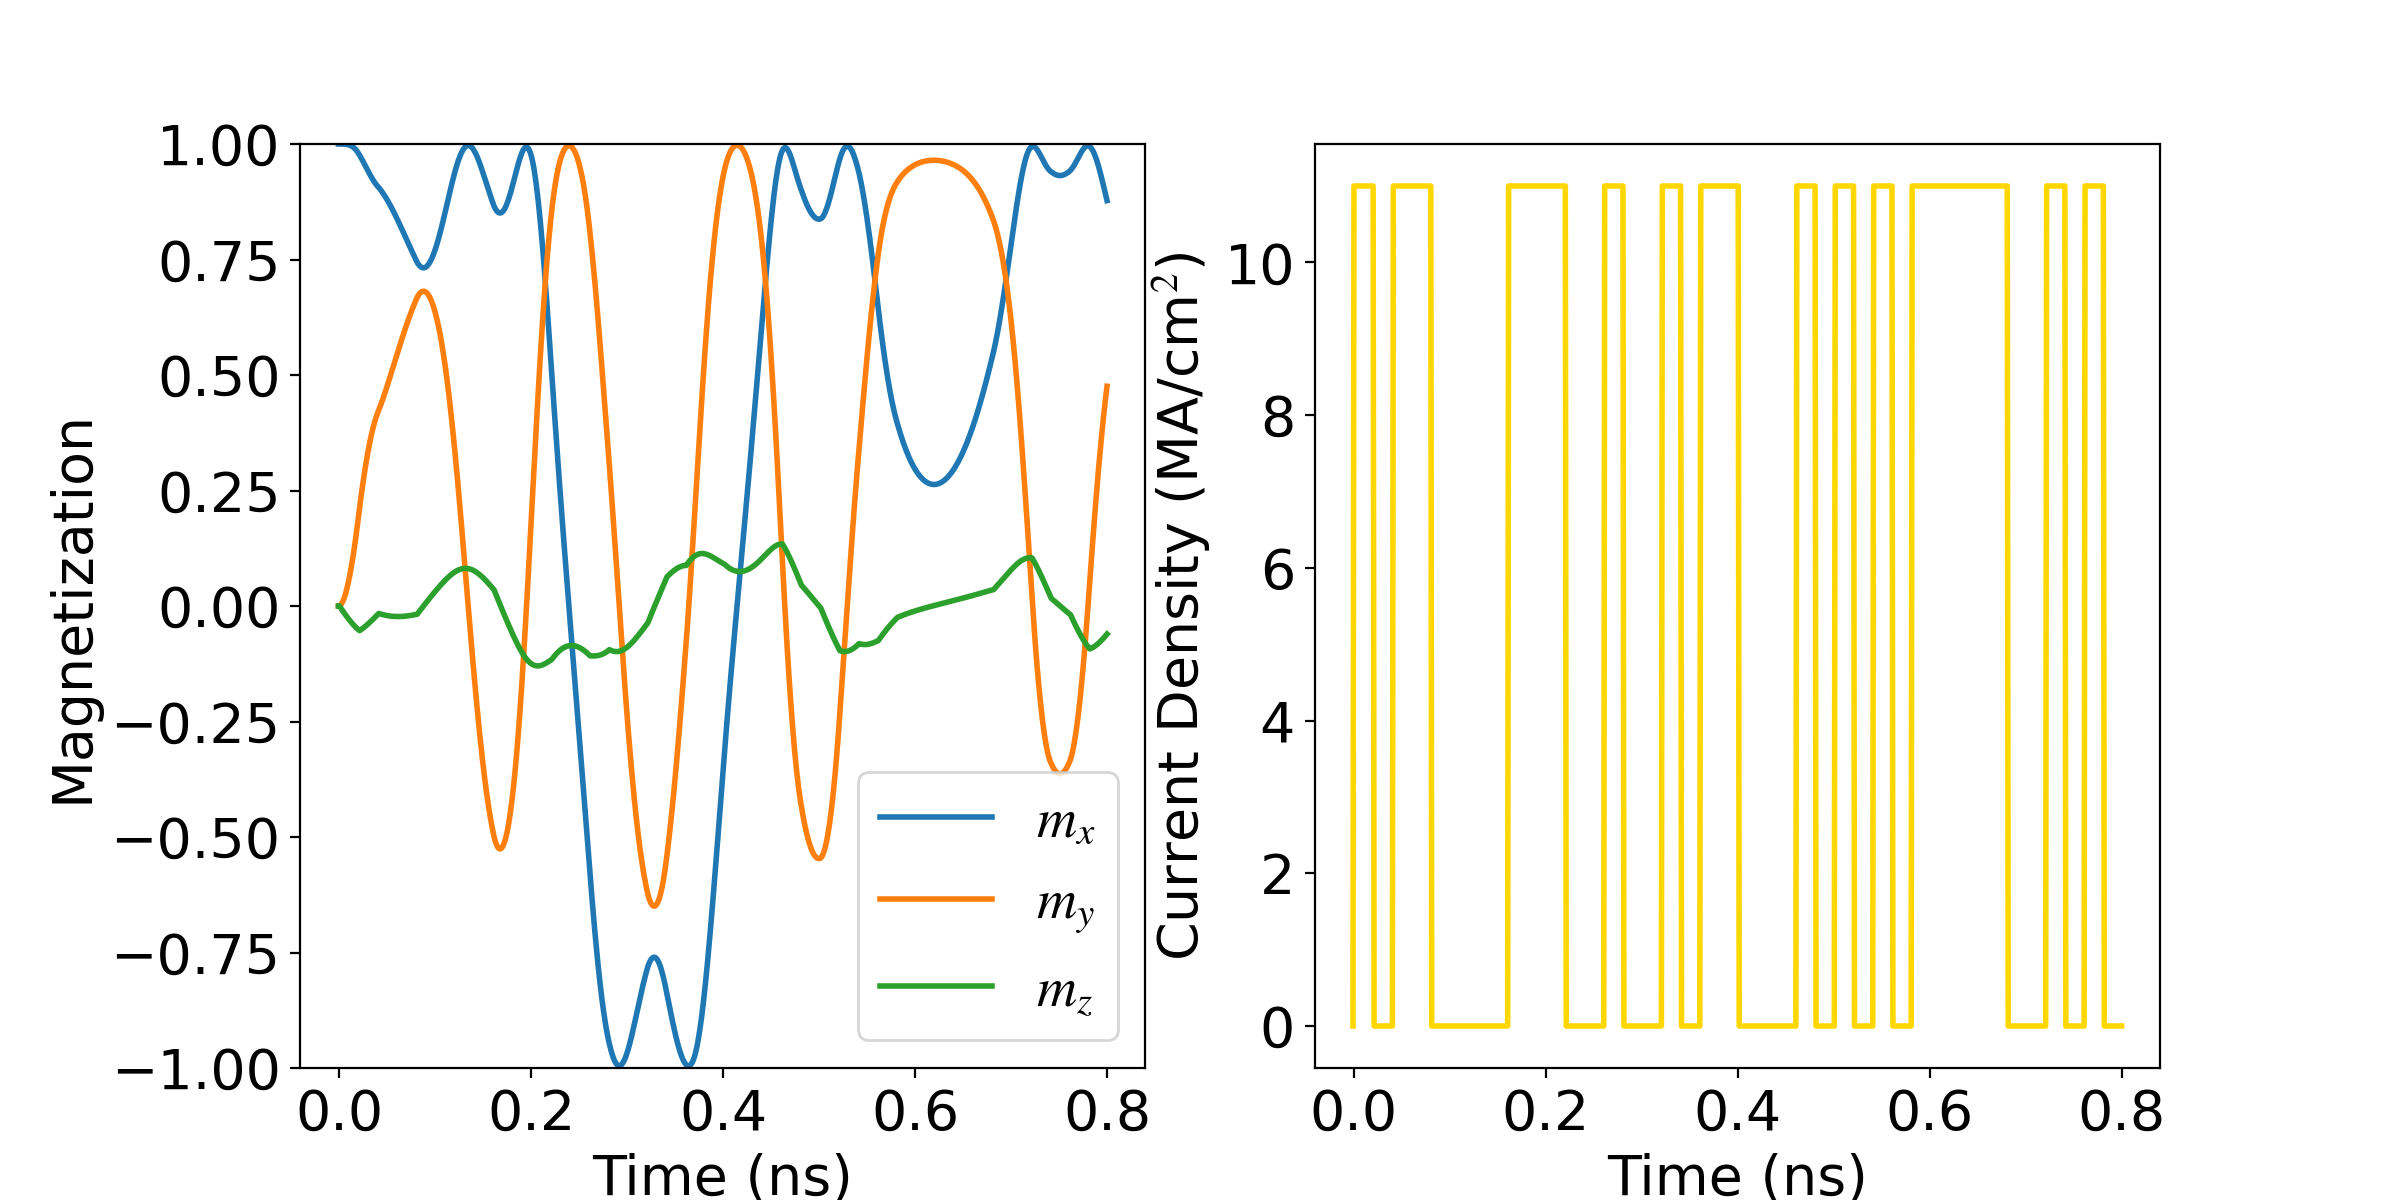 Magnetization
1.00
0.75
0.50
0.25
0.00
−0.25
−0.50
−0.75
−1.00
0.0 0.2 0.4 0.6 0.8
Time (ns)
m_x
m_y
m_z
Current Density (MA/cm²)
10
8
6
4
2
0
0.0 0.2 0.4 0.6 0.8
Time (ns)